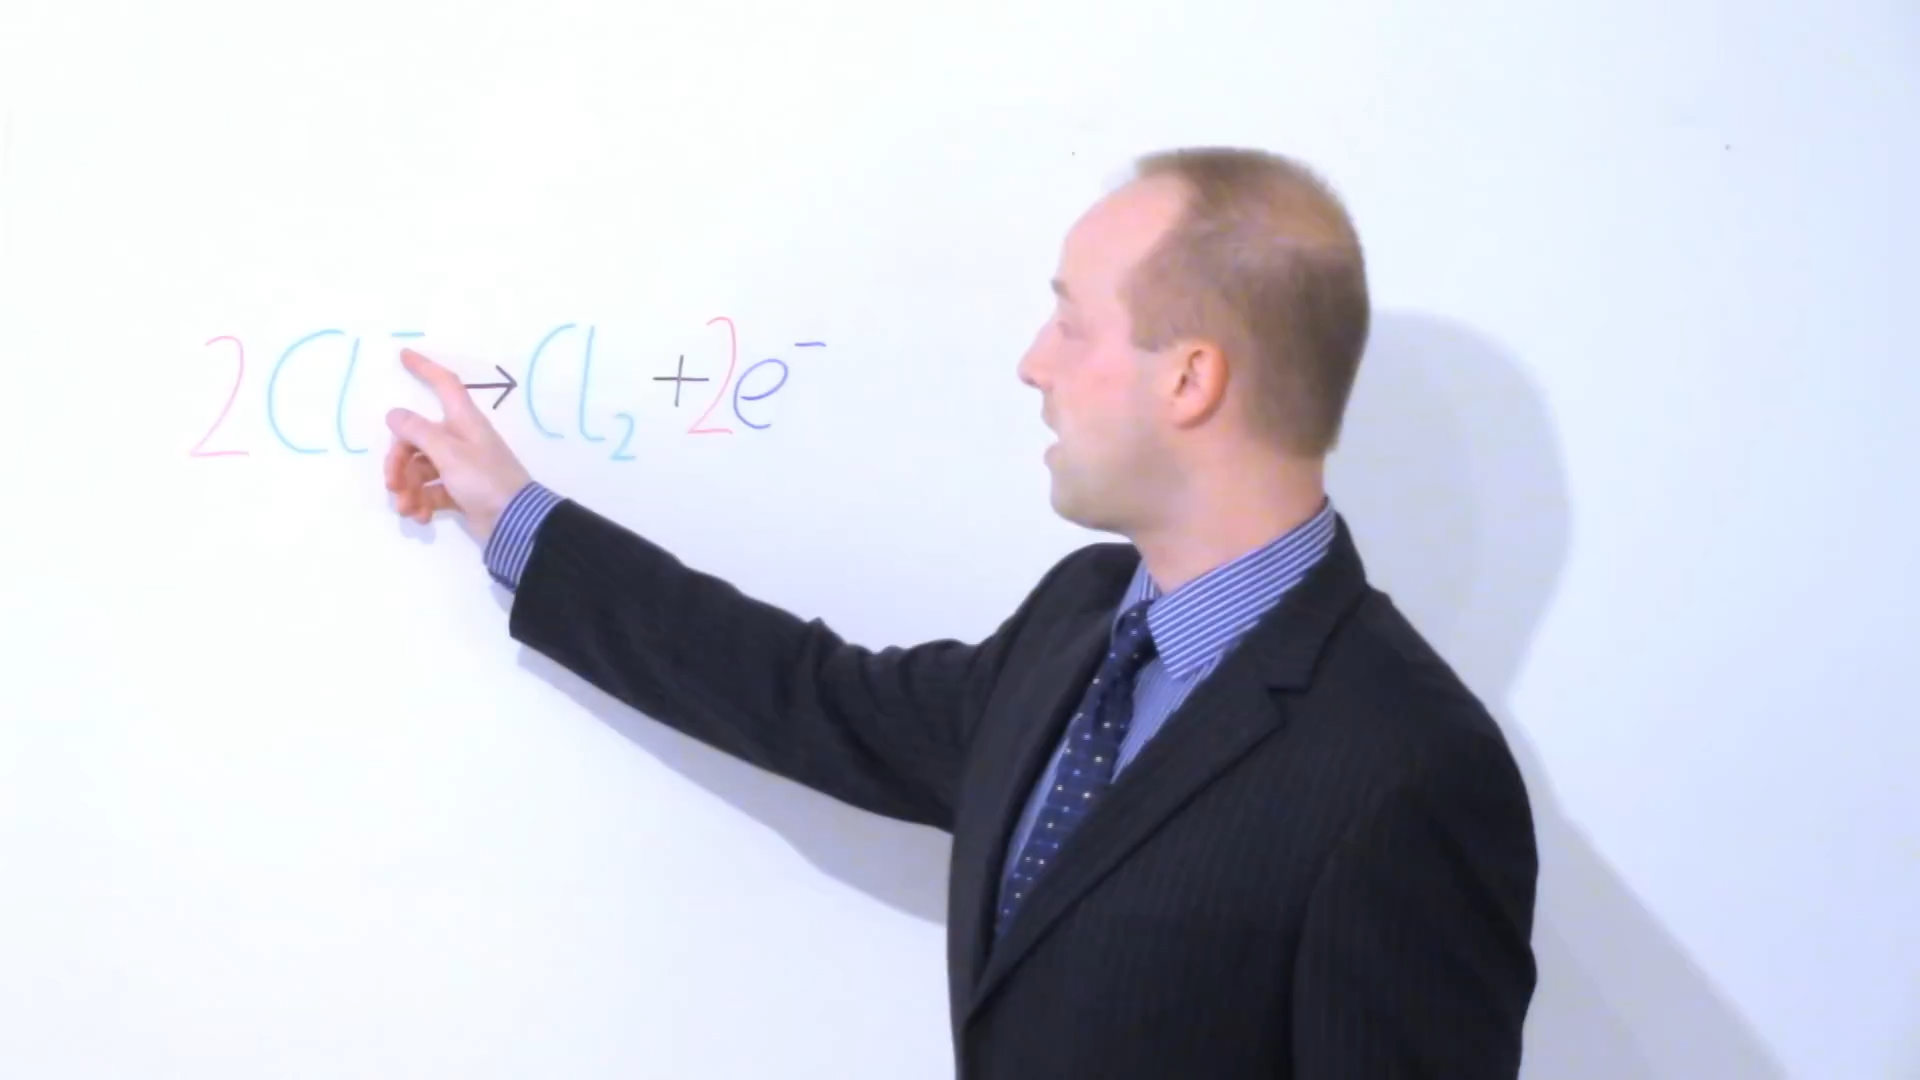 2Cl⁻ → Cl₂ + 2e⁻